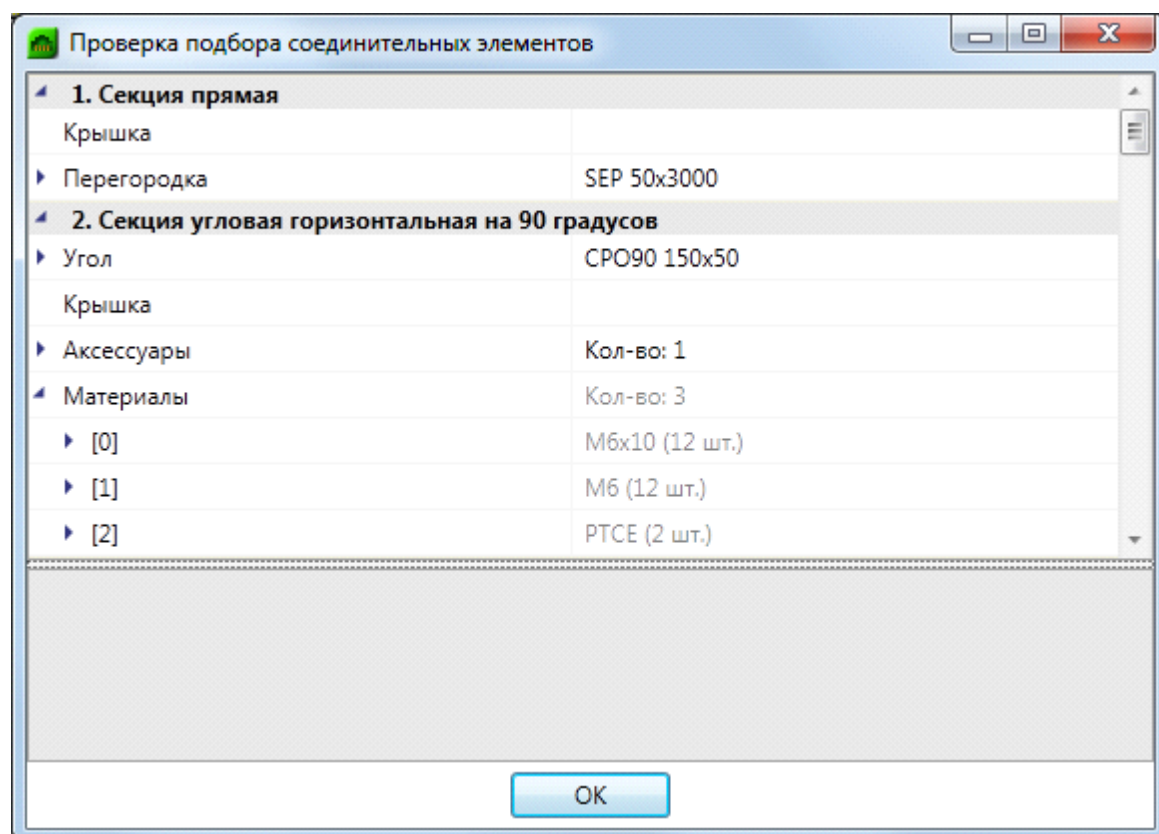 Проверка подбора соединительных элементов
1. Секция прямая
Крышка
Перегородка SEP 50x3000
2. Секция угловая горизонтальная на 90 градусов
Угол CPO90 150x50
Крышка
Аксессуары Кол-во: 1
Материалы Кол-во: 3
[0] M6x10 (12 шт.)
[1] M6 (12 шт.)
[2] PTCE (2 шт.)
OK